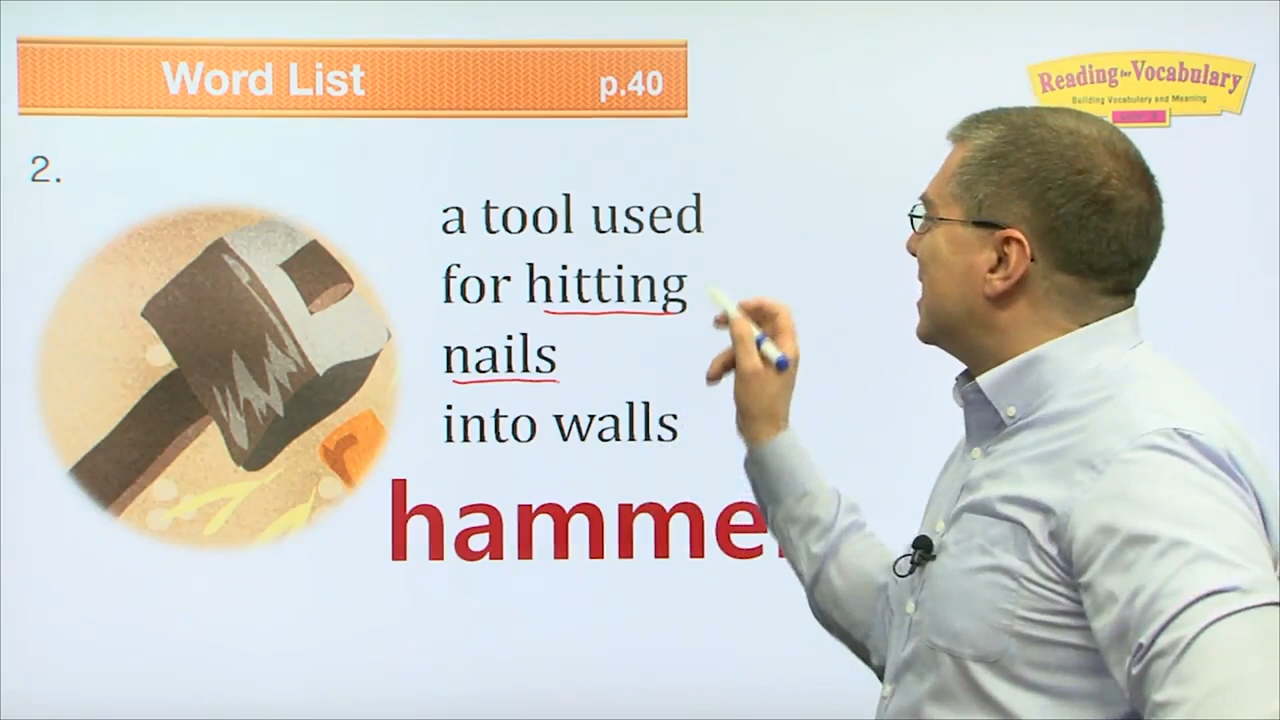 Word List p.40
Reading for Vocabulary
Building Vocabulary and Meaning
2.
a tool used
for hitting
nails
into walls
hamme